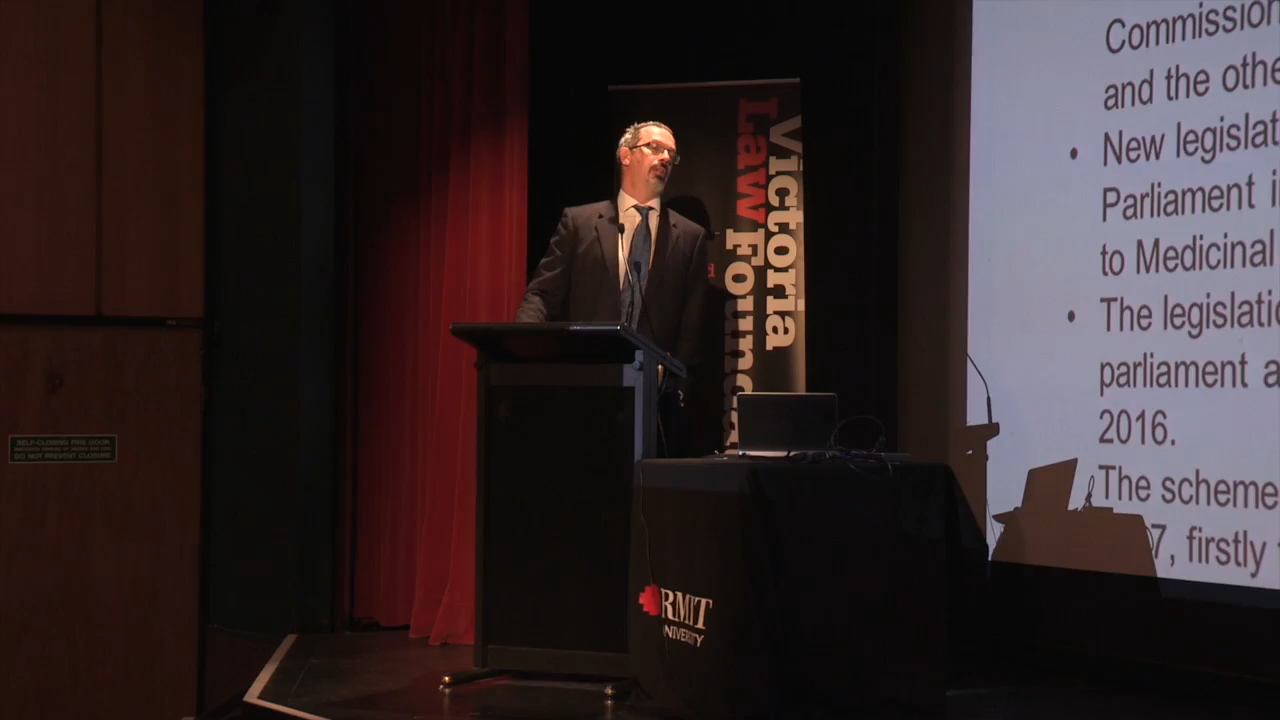 Victoria
Law
Found
RMIT
UNIVERSITY
SELF-CLOSING FIRE DOOR
DO NOT PREVENT CLOSURE
Commission
and the othe
• New legislat
Parliament i
to Medicinal
• The legislatio
parliament a
2016.
The scheme
7, firstly